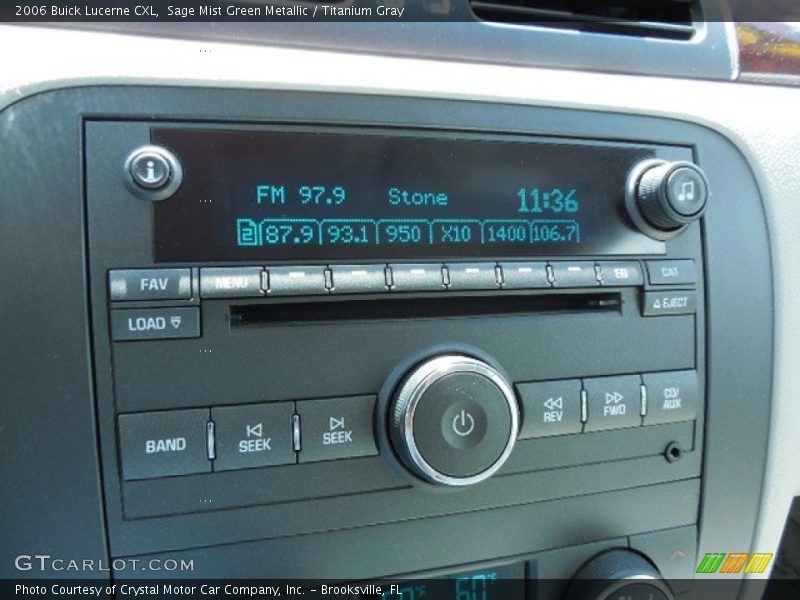 2006 Buick Lucerne CXL,  Sage Mist Green Metallic / Titanium Gray
i
FM 97.9 Stone 11:36
2 87.9 93.1 950 X10 1400 106.7
FAV MENU EQ CAT
LOAD EJECT
BAND SEEK SEEK REV FWD CD/
AUX
60°F
GTCARLOT.COM
Photo Courtesy of Crystal Motor Car Company, Inc. – Brooksville, FL